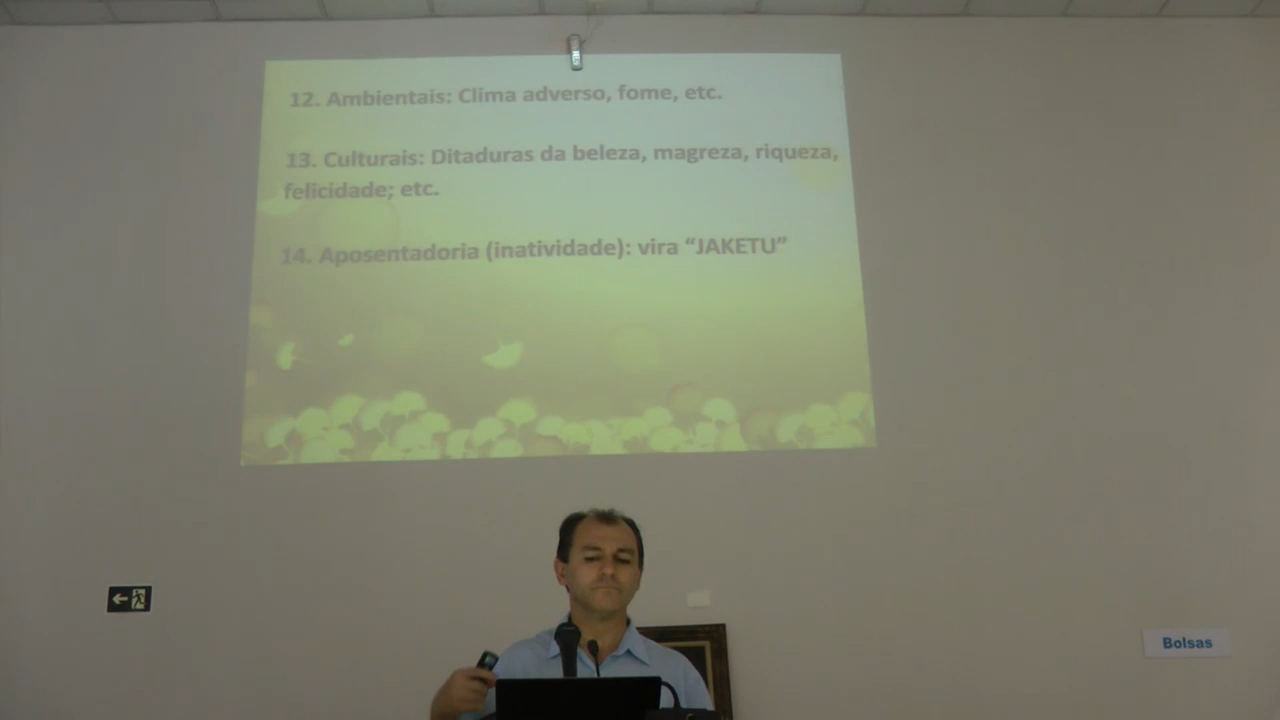 12. Ambientais: Clima adverso, fome, etc.
13. Culturais: Ditaduras da beleza, magreza, riqueza,
felicidade; etc.
14. Aposentadoria (inatividade): vira “JAKETU”
Bolsas